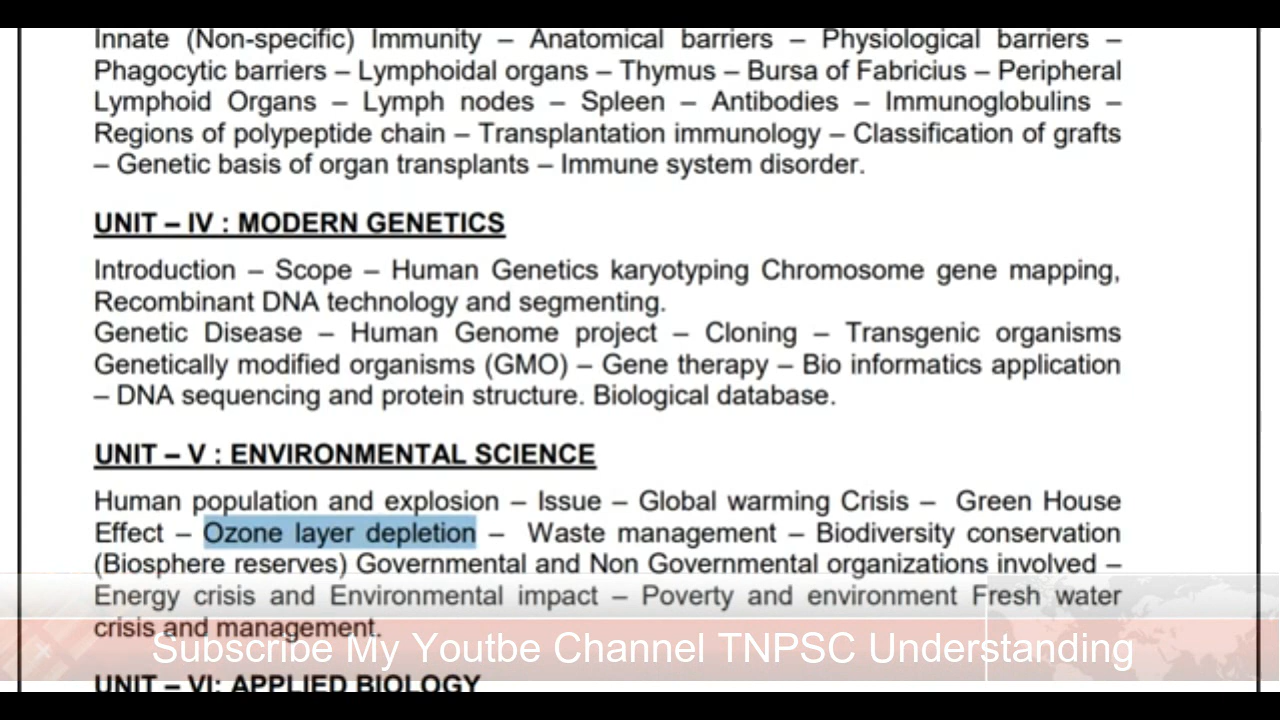 Innate (Non-specific) Immunity – Anatomical barriers – Physiological barriers –
Phagocytic barriers – Lymphoidal organs – Thymus – Bursa of Fabricius – Peripheral
Lymphoid Organs – Lymph nodes – Spleen – Antibodies – Immunoglobulins –
Regions of polypeptide chain – Transplantation immunology – Classification of grafts
– Genetic basis of organ transplants – Immune system disorder.
UNIT – IV : MODERN GENETICS
Introduction – Scope – Human Genetics karyotyping Chromosome gene mapping,
Recombinant DNA technology and segmenting.
Genetic Disease – Human Genome project – Cloning – Transgenic organisms
Genetically modified organisms (GMO) – Gene therapy – Bio informatics application
– DNA sequencing and protein structure. Biological database.
UNIT – V : ENVIRONMENTAL SCIENCE
Human population and explosion – Issue – Global warming Crisis – Green House
Effect – Ozone layer depletion – Waste management – Biodiversity conservation
(Biosphere reserves) Governmental and Non Governmental organizations involved –
Energy crisis and Environmental impact – Poverty and environment Fresh water
crisis and management.
Subscribe My Youtbe Channel TNPSC Understanding
UNIT – VI: APPLIED BIOLOGY